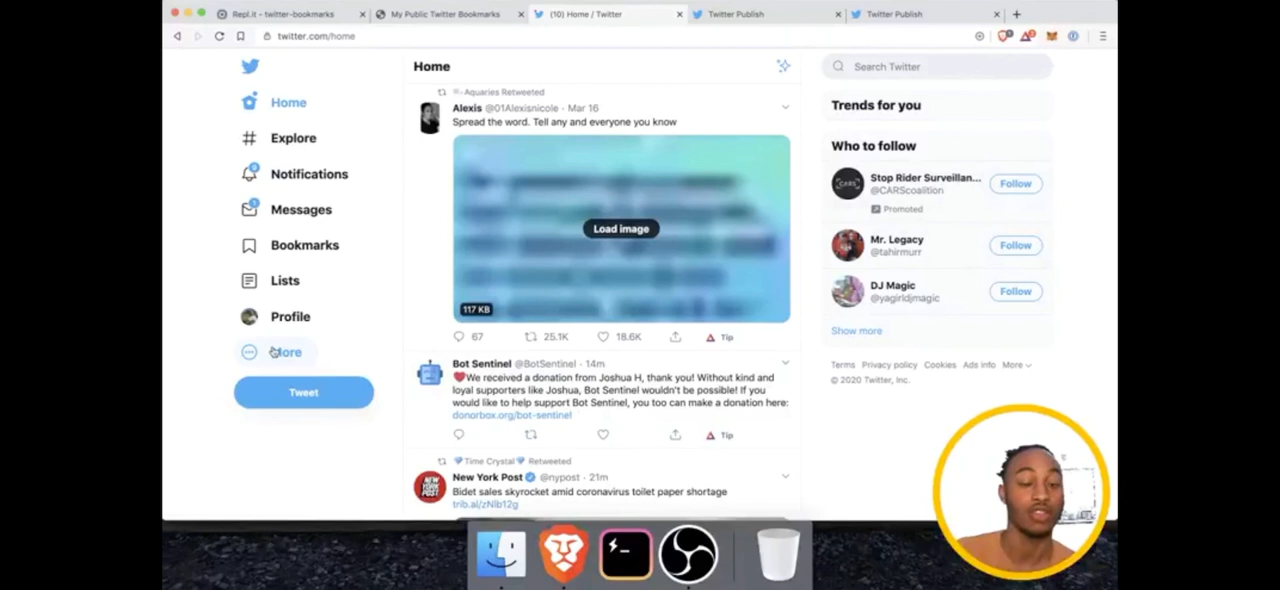 Repl.it - twitter-bookmarks
My Public Twitter Bookmarks
(10) Home / Twitter
Twitter Publish
Twitter Publish
twitter.com/home
Home
Explore
Notifications
Messages
Bookmarks
Lists
Profile
More
Tweet
Home
Aquaries Retweeted
Alexis @01Alexisnicole · Mar 16
Spread the word. Tell any and everyone you know
Load image
117 KB
67 25.1K 18.6K Tip
Bot Sentinel @BotSentinel · 14m
❤️We received a donation from Joshua H, thank you! Without kind and
loyal supporters like Joshua, Bot Sentinel wouldn't be possible! If you
would like to help support Bot Sentinel, you too can make a donation here:
donorbox.org/bot-sentinel
Tip
💎Time Crystal💎 Retweeted
New York Post @nypost · 21m
NEW YORK POST
Bidet sales skyrocket amid coronavirus toilet paper shortage
trib.al/zNib12g
Search Twitter
Trends for you
Who to follow
Stop Rider Surveillan...
@CARScoalition
Follow
CARS
Promoted
Mr. Legacy
@tahirmurr
Follow
DJ Magic
@yagirldjmagic
Follow
Show more
Terms Privacy policy Cookies Ads info More
© 2020 Twitter, Inc.